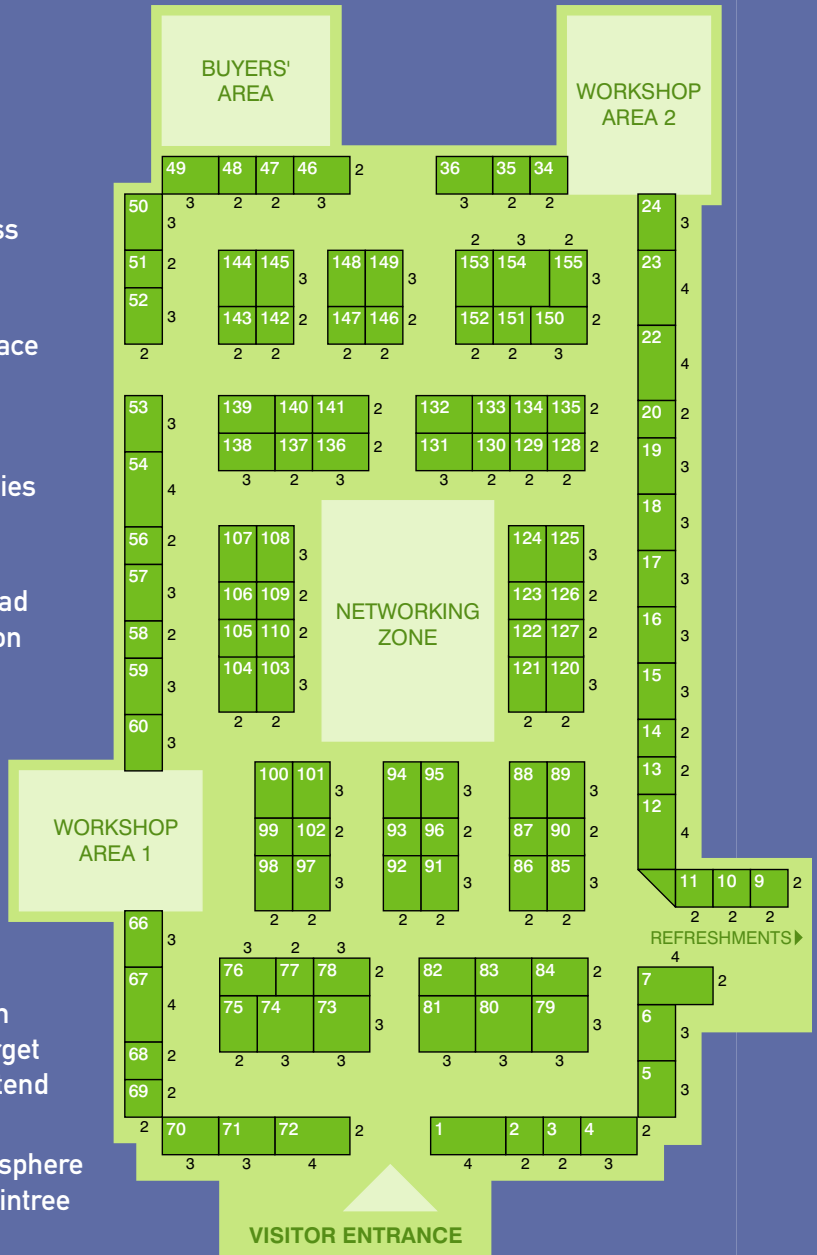 BUYERS'
AREA
WORKSHOP
AREA 2
49 48 47 46 2
3 2 2 3
36 35 34
3 2 2
50 3
51 2
52 3
2
24 3
23 4
22 4
20 2
19 3
18 3
17 3
16 3
15 3
14 2
13 2
12 4
144 145 3
143 142 2
2 2
148 149 3
147 146 2
2 2
2 3 2
153 154 155 3
152 151 150 2
2 2 3
53 3
54 4
56 2
57 3
58 2
59 3
60 3
139 140 141 2
138 137 136 2
3 2 3
132 133 134 135 2
131 130 129 128 2
3 2 2 2
107 108 3
106 109 2
105 110 2
104 103 3
2 2
NETWORKING
ZONE
124 125 3
123 126 2
122 127 2
121 120 3
2 2
WORKSHOP
AREA 1
100 101 3
99 102 2
98 97 3
2 2
94 95 3
93 96 2
92 91 3
2 2
88 89 3
87 90 2
86 85 3
2 2
11 10 9 2
2 2 2
REFRESHMENTS
4
7 2
6 3
5 3
66 3
67 4
68 2
69 2
2
3 2 3
76 77 78 2
75 74 73 3
2 3 3
82 83 84 2
81 80 79 3
3 3 3
70 71 72 2
3 3 4
1 2 3 4 2
4 2 2 3
VISITOR ENTRANCE
ss
ace
ies
ad
on
n
rget
tend
sphere
intree